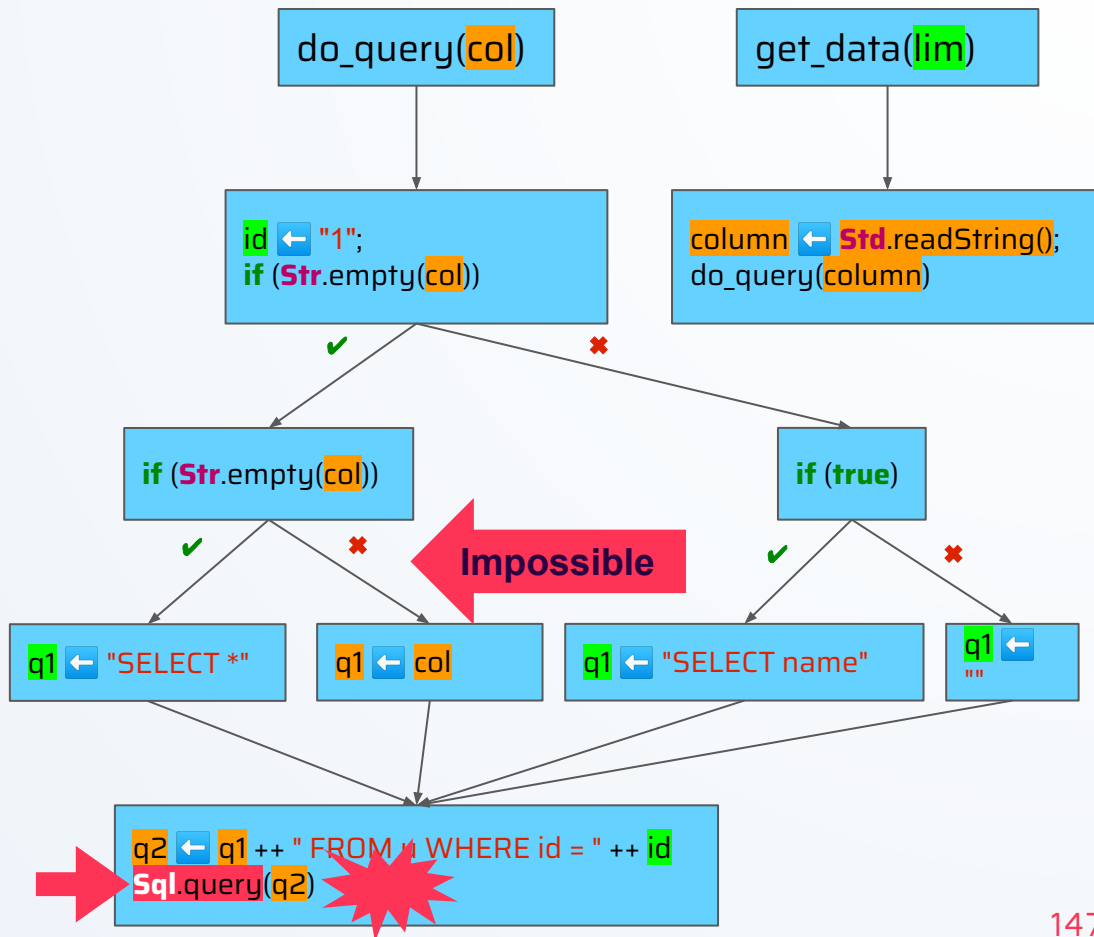 do_query(col)
get_data(lim)
id ⬅ "1";
if (Str.empty(col))
column ⬅ Std.readString();
do_query(column)
✔
✖
if (Str.empty(col))
if (true)
✔
✖
Impossible
✔
✖
q1 ⬅ "SELECT *"
q1 ⬅ col
q1 ⬅ "SELECT name"
q1 ⬅
""
q2 ⬅ q1 ++ " FROM u WHERE id = " ++ id
Sql.query(q2)
147